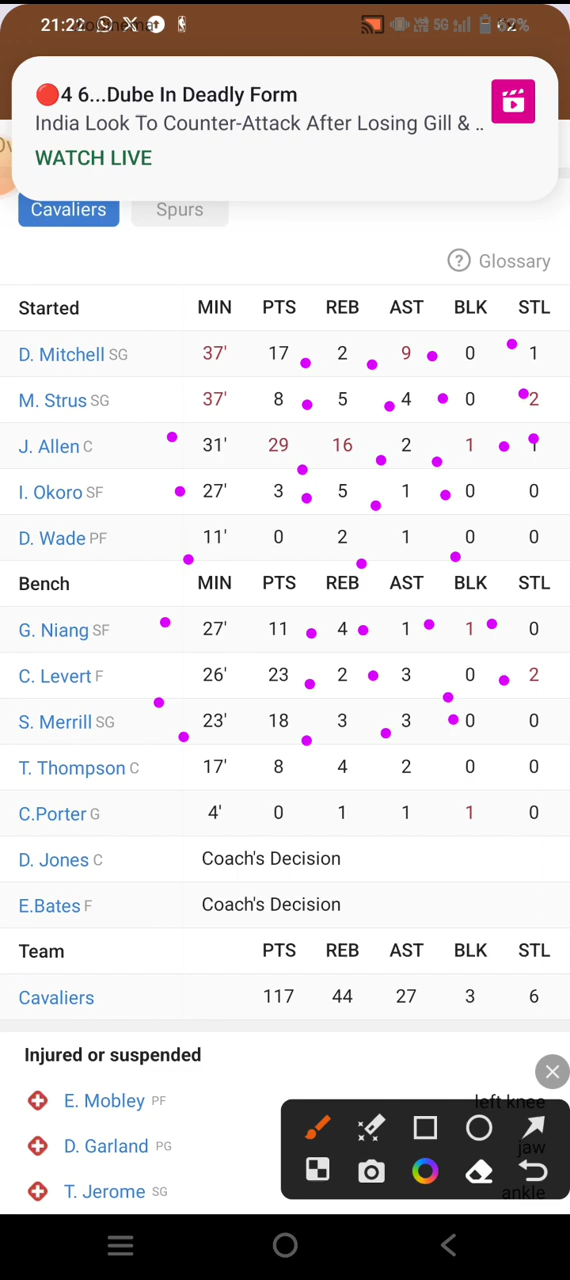 21:22
5G
62%
🔴4 6...Dube In Deadly Form
India Look To Counter-Attack After Losing Gill & ..
WATCH LIVE
Cavaliers Spurs
? Glossary
Started MIN PTS REB AST BLK STL
D. Mitchell SG 37' 17 2 9 0 1
M. Strus SG 37' 8 5 4 0 2
J. Allen C 31' 29 16 2 1 1
I. Okoro SF 27' 3 5 1 0 0
D. Wade PF 11' 0 2 1 0 0
Bench MIN PTS REB AST BLK STL
G. Niang SF 27' 11 4 1 1 0
C. Levert F 26' 23 2 3 0 2
S. Merrill SG 23' 18 3 3 0 0
T. Thompson C 17' 8 4 2 0 0
C.Porter G 4' 0 1 1 1 0
D. Jones C Coach's Decision
E.Bates F Coach's Decision
Team PTS REB AST BLK STL
Cavaliers 117 44 27 3 6
Injured or suspended
E. Mobley PF left knee
D. Garland PG jaw
T. Jerome SG ankle